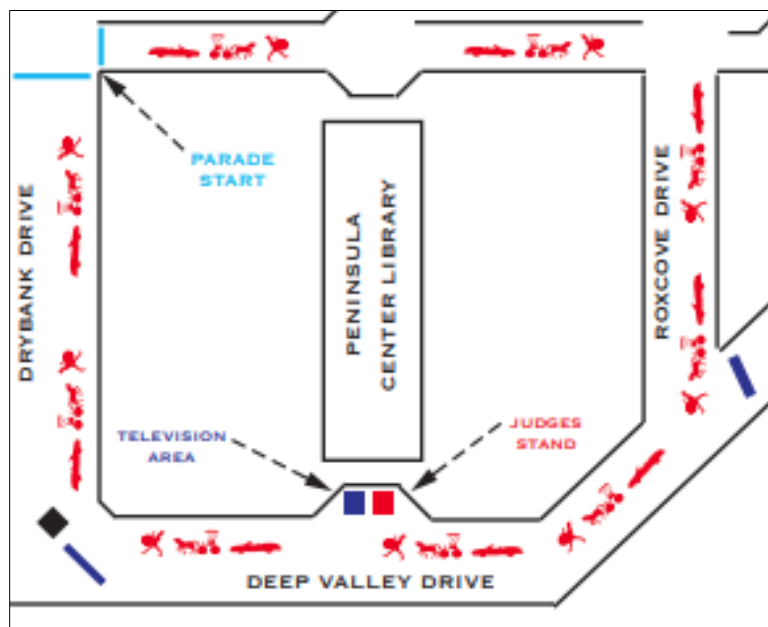 PARADE
START
DRYBANK DRIVE
PENINSULA
CENTER LIBRARY
ROXCOVE DRIVE
TELEVISION
AREA
JUDGES
STAND
DEEP VALLEY DRIVE